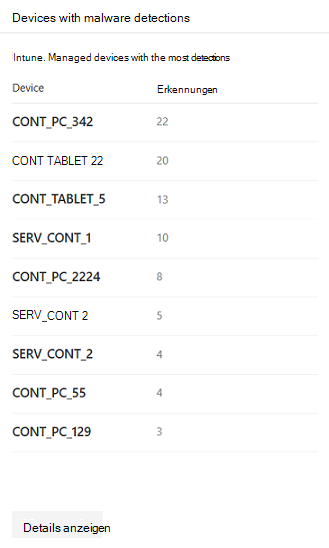 Devices with malware detections
Intune. Managed devices with the most detections
Device Erkennungen
CONT_PC_342 22
CONT TABLET 22 20
CONT_TABLET_5 13
SERV_CONT_1 10
CONT_PC_2224 8
SERV_CONT 2 5
SERV_CONT_2 4
CONT_PC_55 4
CONT_PC_129 3
Details anzeigen